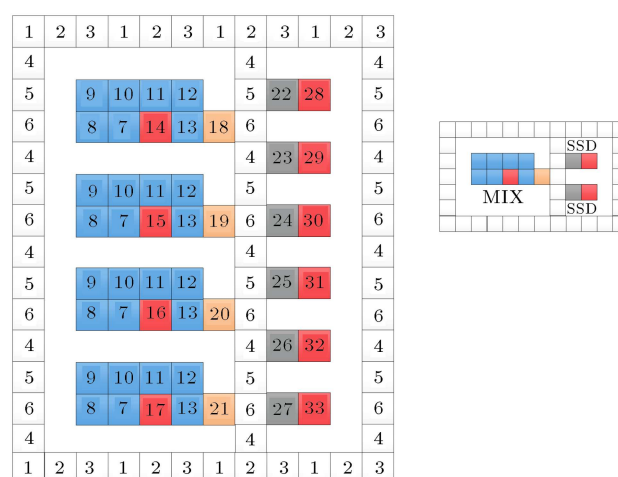 1 2 3 1 2 3 1 2 3 1 2 3
4 4 4
5 9 10 11 12 5 22 28 5
6 8 7 14 13 18 6 6
4 4 23 29 4
5 9 10 11 12 5 5
6 8 7 15 13 19 6 24 30 6
4 4 4
5 9 10 11 12 5 25 31 5
6 8 7 16 13 20 6 6
4 4 26 32 4
5 9 10 11 12 5 5
6 8 7 17 13 21 6 27 33 6
4 4 4
1 2 3 1 2 3 1 2 3 1 2 3
SSD
MIX
SSD